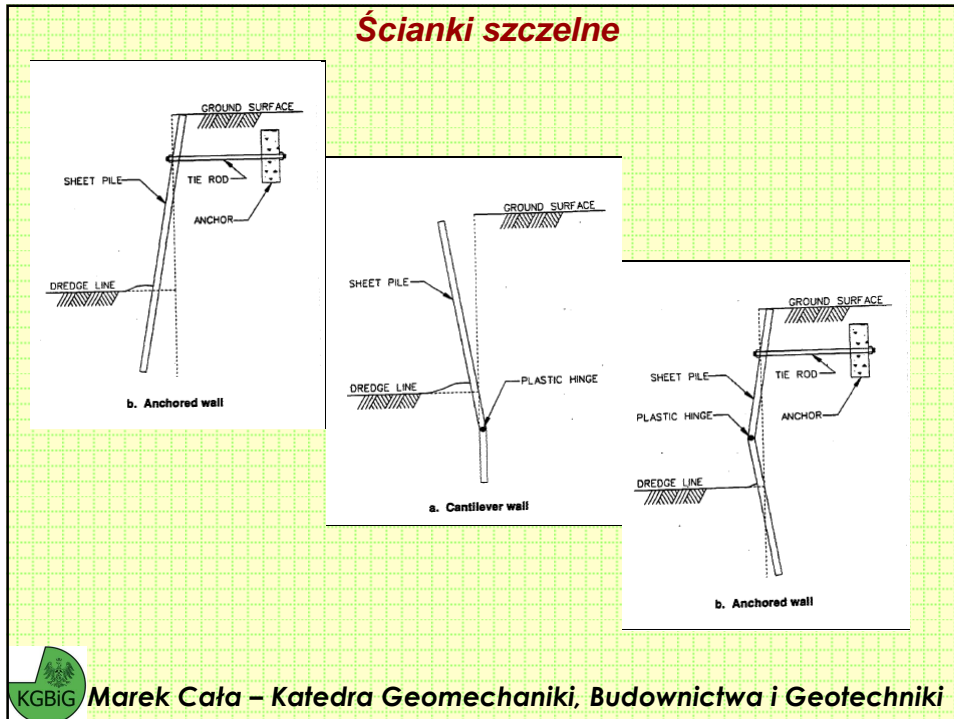 Ścianki szczelne
GROUND SURFACE
SHEET PILE
TIE ROD
ANCHOR
DREDGE LINE
b. Anchored wall
GROUND SURFACE
SHEET PILE
DREDGE LINE
PLASTIC HINGE
a. Cantilever wall
GROUND SURFACE
SHEET PILE
TIE ROD
PLASTIC HINGE
ANCHOR
DREDGE LINE
b. Anchored wall
KGBiG
Marek Cała – Katedra Geomechaniki, Budownictwa i Geotechniki